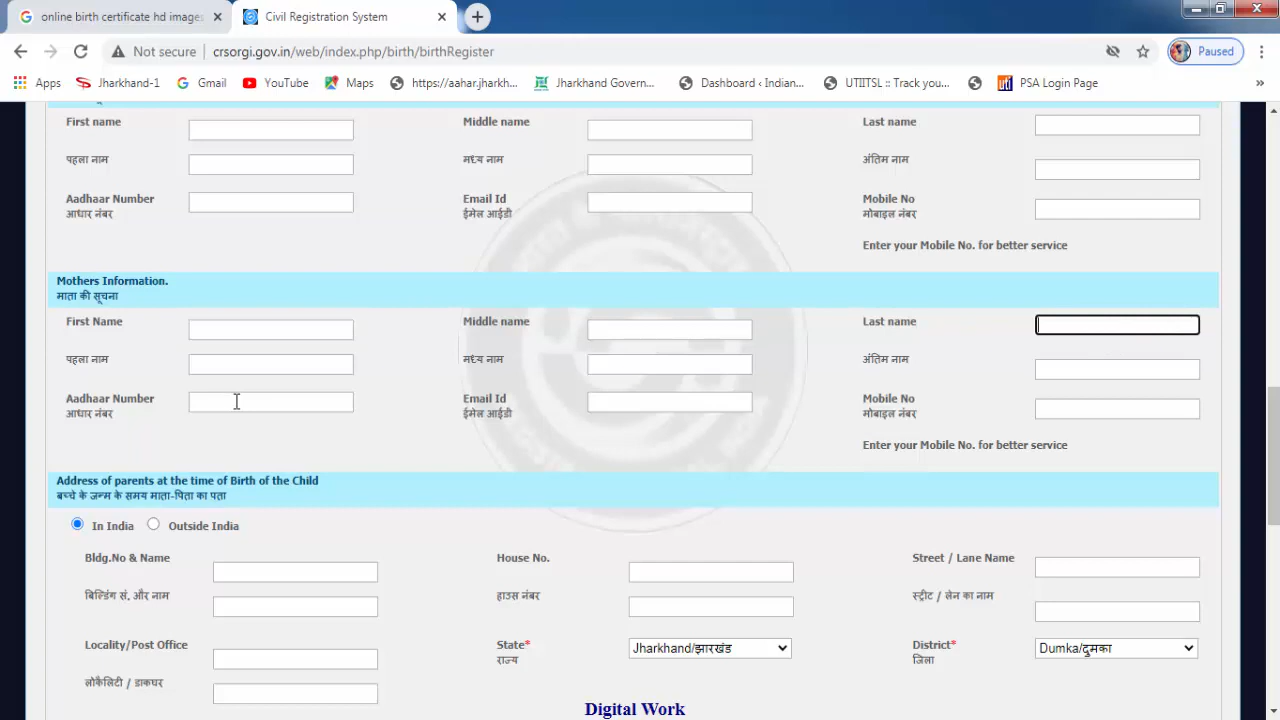 online birth certificate hd images
Civil Registration System
Not secure
crsorgi.gov.in/web/index.php/birth/birthRegister
Paused
Apps
Jharkhand-1
Gmail
YouTube
Maps
https://aahar.jharkh...
Jharkhand Govern...
Dashboard ‹ Indian...
UTIITSL :: Track you...
PSA Login Page
»
First name
Middle name
Last name
पहला नाम
मध्य नाम
अंतिम नाम
Aadhaar Number
आधार नंबर
Email Id
ईमेल आईडी
Mobile No
मोबाइल नंबर
Enter your Mobile No. for better service
Mothers Information.
माता की सूचना
First Name
Middle name
Last name
पहला नाम
मध्य नाम
अंतिम नाम
Aadhaar Number
आधार नंबर
Email Id
ईमेल आईडी
Mobile No
मोबाइल नंबर
Enter your Mobile No. for better service
Address of parents at the time of Birth of the Child
बच्चे के जन्म के समय माता-पिता का पता
In India
Outside India
Bldg.No & Name
House No.
Street / Lane Name
बिल्डिंग सं. और नाम
हाउस नंबर
स्ट्रीट / लेन का नाम
Locality/Post Office
State*
राज्य
Jharkhand/झारखंड
District*
जिला
Dumka/दुमका
लोकैलिटी / डाकघर
Digital Work